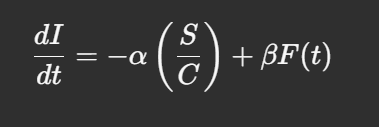 dI/dt = −α (S/C) + βF(t)